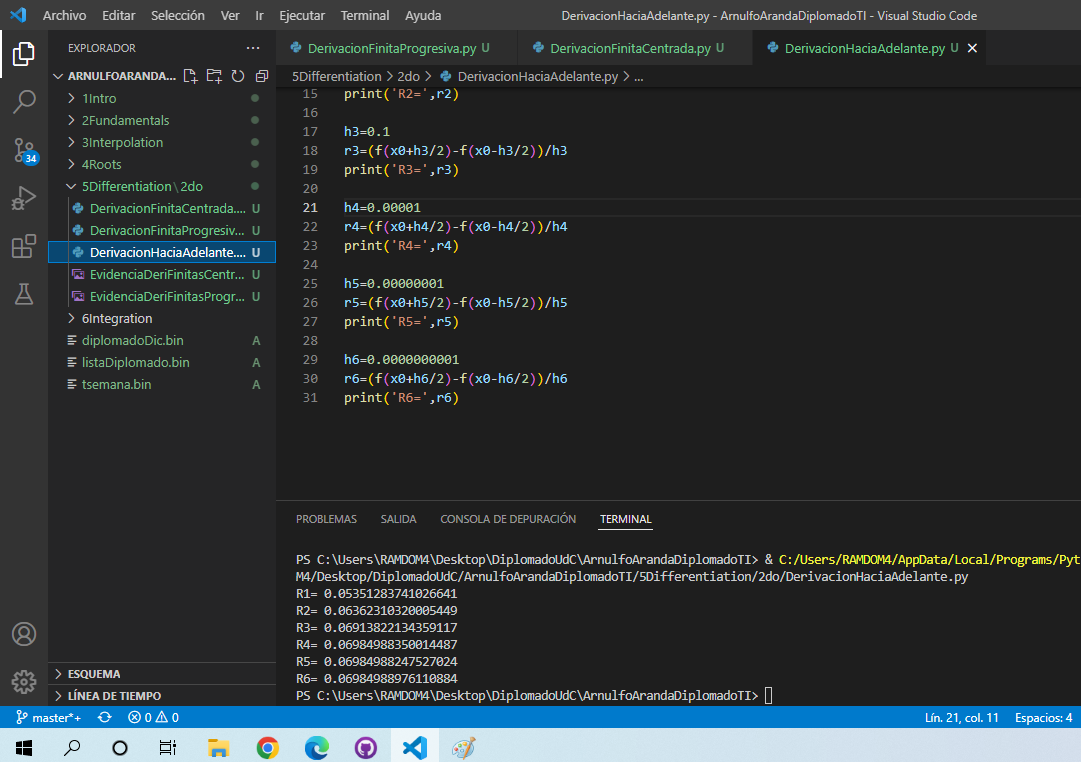 Archivo Editar Selección Ver Ir Ejecutar Terminal Ayuda DerivacionHaciaAdelante.py - ArnulfoArandaDiplomadoTI - Visual Studio Code
EXPLORADOR ...
DerivacionFinitaProgresiva.py U DerivacionFinitaCentrada.py U DerivacionHaciaAdelante.py U
ARNULFOARANDA...
5Differentiation > 2do > DerivacionHaciaAdelante.py > ...
1Intro
2Fundamentals
3Interpolation
4Roots
5Differentiation\2do
DerivacionFinitaCentrada.... U
DerivacionFinitaProgresiv... U
DerivacionHaciaAdelante.... U
EvidenciaDeriFinitasCentr... U
EvidenciaDeriFinitasProgr... U
6Integration
diplomadoDic.bin A
listaDiplomado.bin A
tsemana.bin A
34
15 print('R2=',r2)
16
17 h3=0.1
18 r3=(f(x0+h3/2)-f(x0-h3/2))/h3
19 print('R3=',r3)
20
21 h4=0.00001
22 r4=(f(x0+h4/2)-f(x0-h4/2))/h4
23 print('R4=',r4)
24
25 h5=0.00000001
26 r5=(f(x0+h5/2)-f(x0-h5/2))/h5
27 print('R5=',r5)
28
29 h6=0.0000000001
30 r6=(f(x0+h6/2)-f(x0-h6/2))/h6
31 print('R6=',r6)
PROBLEMAS SALIDA CONSOLA DE DEPURACIÓN TERMINAL
PS C:\Users\RAMDOM4\Desktop\DiplomadoUdC\ArnulfoArandaDiplomadoTI> & C:/Users/RAMDOM4/AppData/Local/Programs/Pyt
M4/Desktop/DiplomadoUdC/ArnulfoArandaDiplomadoTI/5Differentiation/2do/DerivacionHaciaAdelante.py
R1= 0.05351283741026641
R2= 0.06362310320005449
R3= 0.06913822134359117
R4= 0.06984988350014487
R5= 0.06984988247527024
R6= 0.06984988976110884
PS C:\Users\RAMDOM4\Desktop\DiplomadoUdC\ArnulfoArandaDiplomadoTI>
ESQUEMA
LÍNEA DE TIEMPO
master*+ 0 0 Lín. 21, col. 11 Espacios: 4